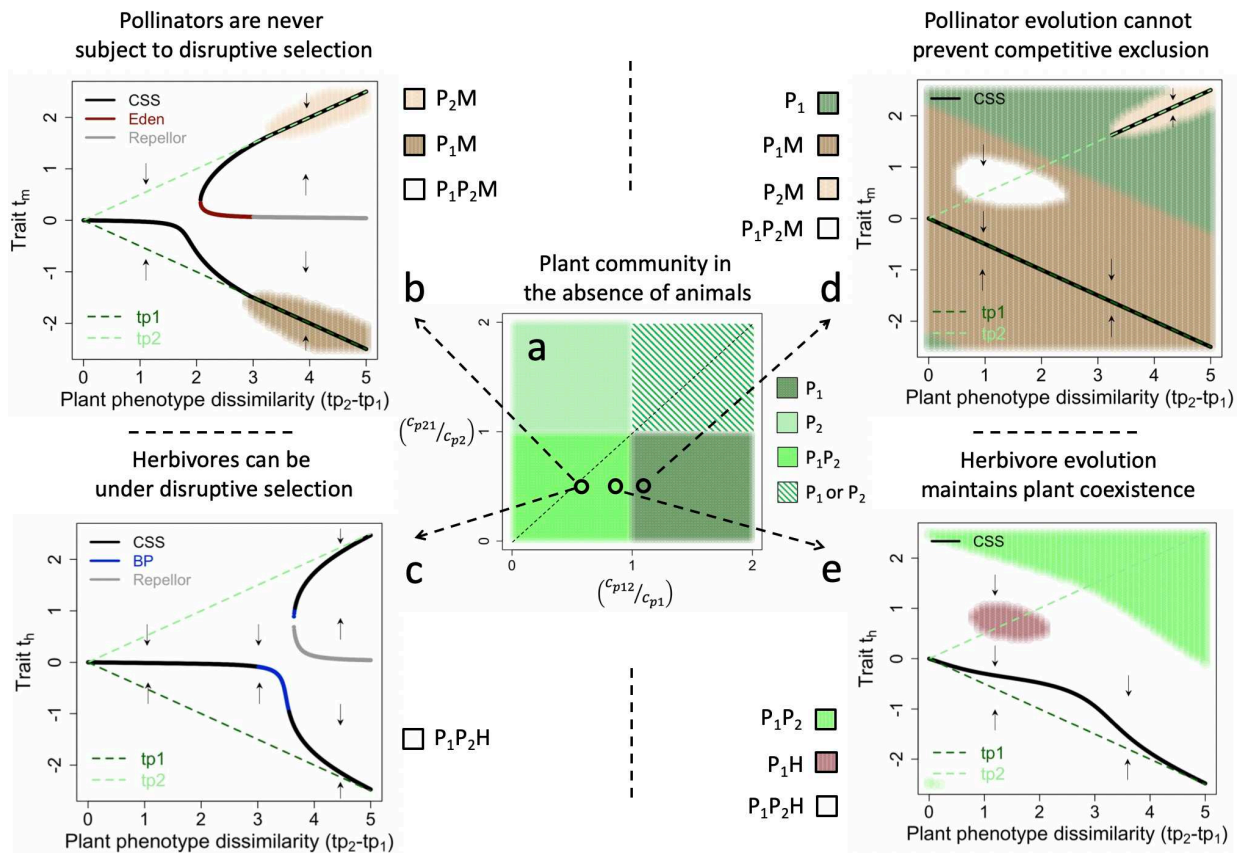 Pollinators are never
subject to disruptive selection
Trait tm
2
1
0
-1
-2
CSS
Eden
Repellor
tp1
tp2
0 1 2 3 4 5
Plant phenotype dissimilarity (tp2-tp1)
P2M
P1M
P1P2M
b
Pollinator evolution cannot
prevent competitive exclusion
P1
P1M
P2M
P1P2M
d
Trait tm
2
1
0
-1
-2
CSS
tp1
tp2
0 1 2 3 4 5
Plant phenotype dissimilarity (tp2-tp1)
Plant community in
the absence of animals
a
2
1
0
(cp21/cp2)
0 1 2
(cp12/cp1)
P1
P2
P1P2
P1 or P2
Herbivores can be
under disruptive selection
c
Trait th
2
1
0
-1
-2
CSS
BP
Repellor
tp1
tp2
0 1 2 3 4 5
Plant phenotype dissimilarity (tp2-tp1)
P1P2H
Herbivore evolution
maintains plant coexistence
e
P1P2
P1H
P1P2H
Trait th
2
1
0
-1
-2
CSS
tp1
tp2
0 1 2 3 4 5
Plant phenotype dissimilarity (tp2-tp1)